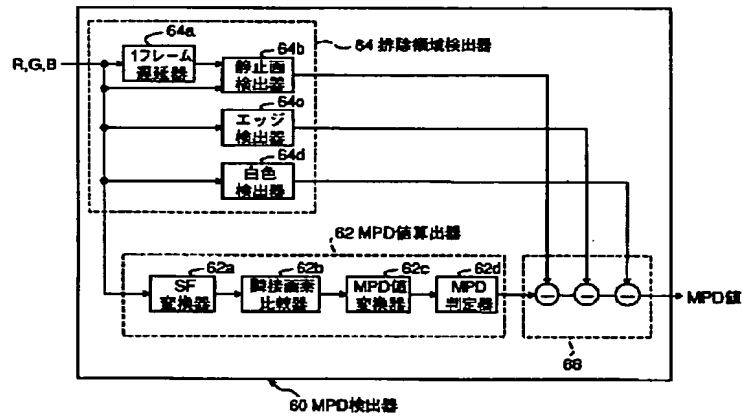 64a
64 排除領域検出器
R,G,B
1フレーム
遅延器
64b
静止画
検出器
64c
エッジ
検出器
64d
白色
検出器
62 MPD値算出器
62a
SF
変換器
62b
隣接画素
比較器
62c
MPD値
変換器
62d
MPD
判定器
MPD値
66
60 MPD検出器